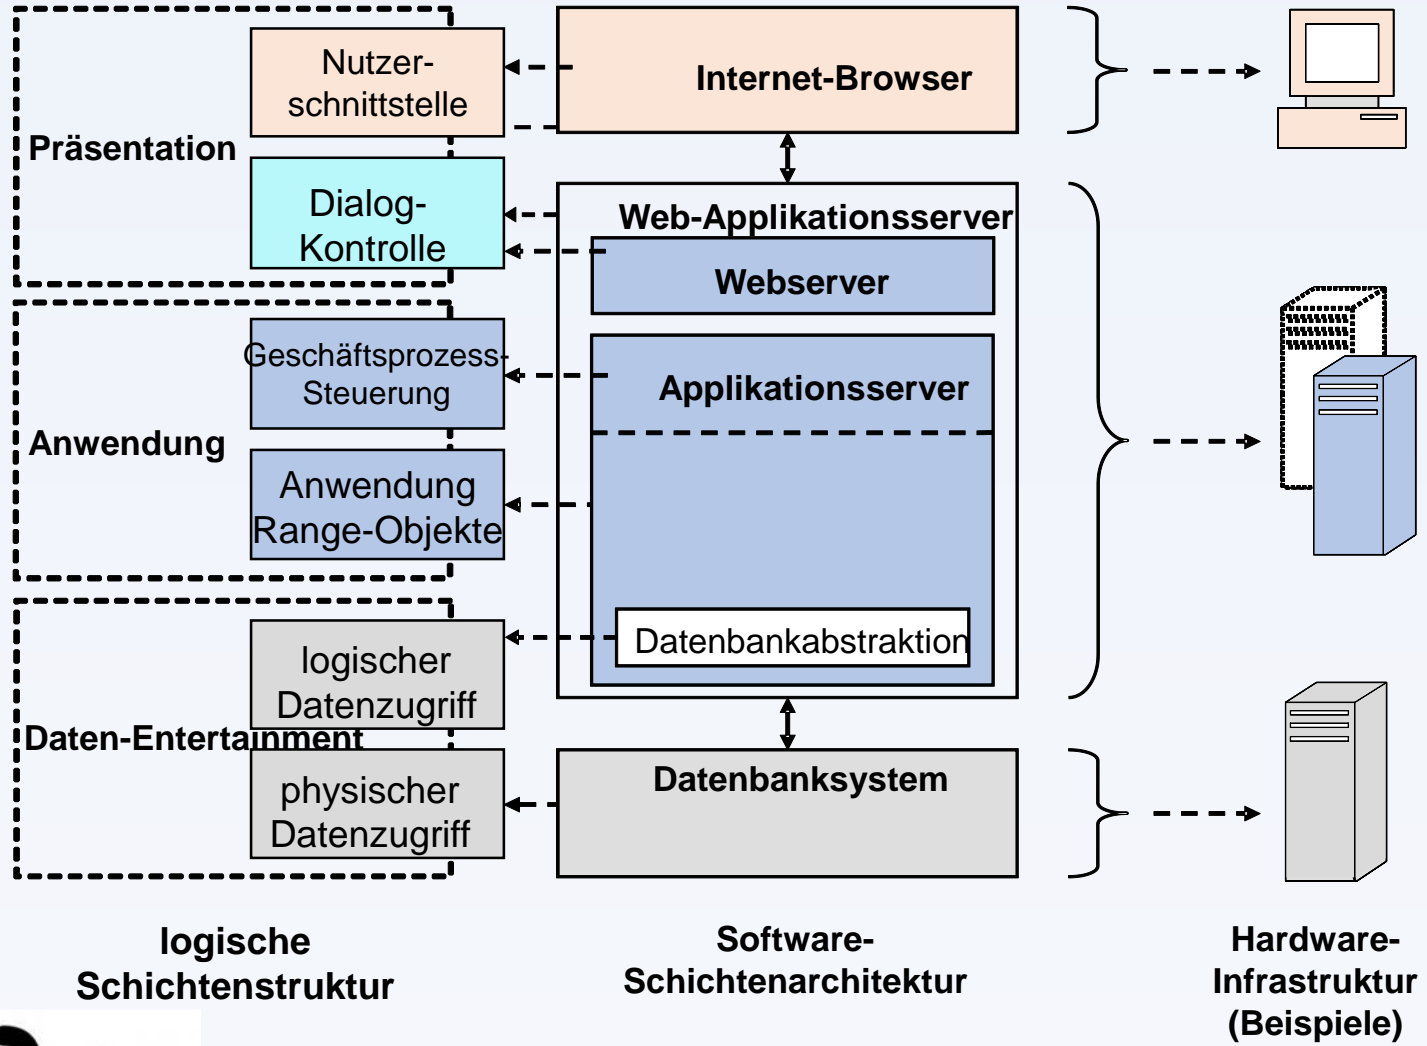 Nutzer-
schnittstelle
Internet-Browser
Präsentation
Dialog-
Kontrolle
Web-Applikationsserver
Webserver
Geschäftsprozess-
Steuerung
Applikationsserver
Anwendung
Anwendung
Range-Objekte
logischer
Datenzugriff
Datenbankabstraktion
Daten-Entertainment
physischer
Datenzugriff
Datenbanksystem
logische
Schichtenstruktur
Software-
Schichtenarchitektur
Hardware-
Infrastruktur
(Beispiele)